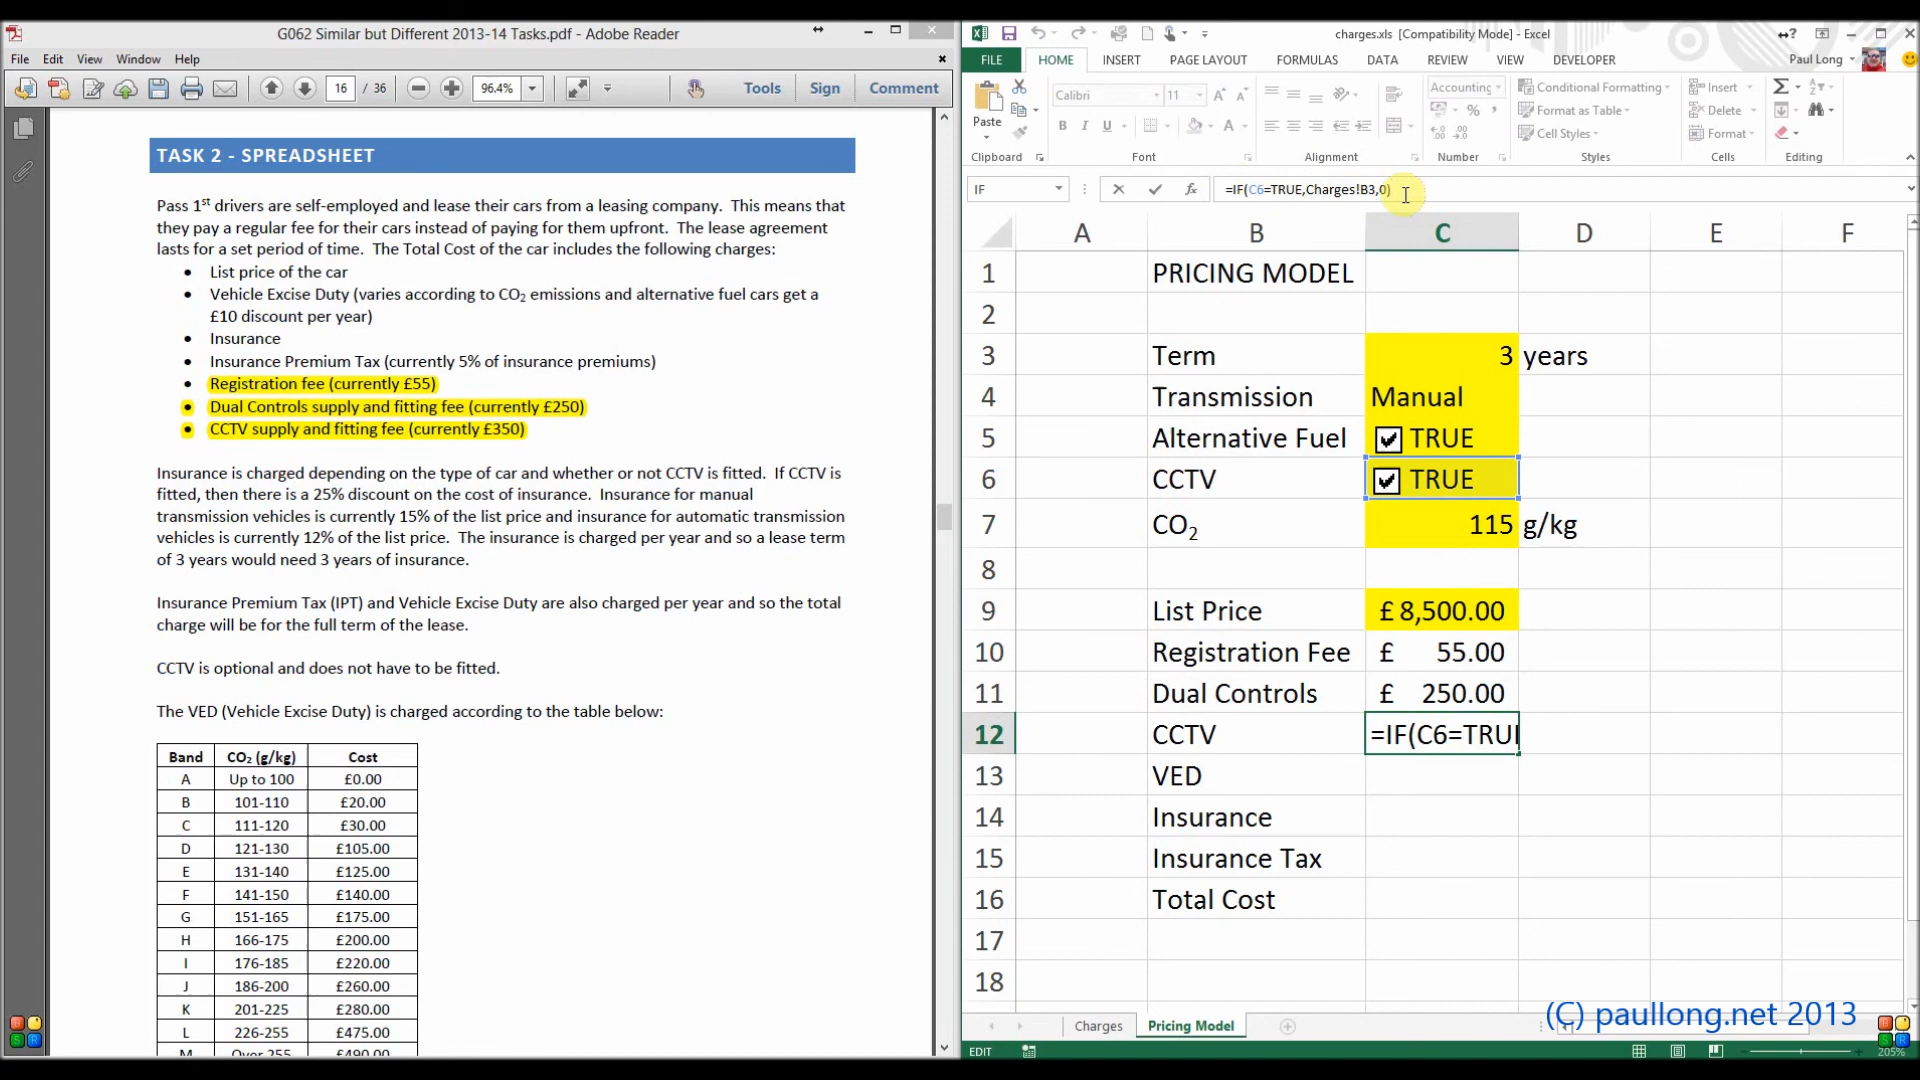 G062 Similar but Different 2013-14 Tasks.pdf - Adobe Reader
File Edit View Window Help
16 / 36 96.4% Tools Sign Comment
TASK 2 - SPREADSHEET
Pass 1st drivers are self-employed and lease their cars from a leasing company. This means that
they pay a regular fee for their cars instead of paying for them upfront. The lease agreement
lasts for a set period of time. The Total Cost of the car includes the following charges:
• List price of the car
• Vehicle Excise Duty (varies according to CO2 emissions and alternative fuel cars get a
£10 discount per year)
• Insurance
• Insurance Premium Tax (currently 5% of insurance premiums)
• Registration fee (currently £55)
• Dual Controls supply and fitting fee (currently £250)
• CCTV supply and fitting fee (currently £350)
Insurance is charged depending on the type of car and whether or not CCTV is fitted. If CCTV is
fitted, then there is a 25% discount on the cost of insurance. Insurance for manual
transmission vehicles is currently 15% of the list price and insurance for automatic transmission
vehicles is currently 12% of the list price. The insurance is charged per year and so a lease term
of 3 years would need 3 years of insurance.
Insurance Premium Tax (IPT) and Vehicle Excise Duty are also charged per year and so the total
charge will be for the full term of the lease.
CCTV is optional and does not have to be fitted.
The VED (Vehicle Excise Duty) is charged according to the table below:
Band CO2 (g/kg) Cost
A Up to 100 £0.00
B 101-110 £20.00
C 111-120 £30.00
D 121-130 £105.00
E 131-140 £125.00
F 141-150 £140.00
G 151-165 £175.00
H 166-175 £200.00
I 176-185 £220.00
J 186-200 £260.00
K 201-225 £280.00
L 226-255 £475.00
M Over 255 £490.00
charges.xls [Compatibility Mode] - Excel
FILE HOME INSERT PAGE LAYOUT FORMULAS DATA REVIEW VIEW DEVELOPER Paul Long
Paste Calibri 11 Accounting Conditional Formatting Insert
B I U Format as Table Delete
Cell Styles Format
Clipboard Font Alignment Number Styles Cells Editing
IF =IF(C6=TRUE,Charges!B3,0)
A B C D E F
1 PRICING MODEL
2
3 Term 3 years
4 Transmission Manual
5 Alternative Fuel TRUE
6 CCTV TRUE
7 CO2 115 g/kg
8
9 List Price £ 8,500.00
10 Registration Fee £ 55.00
11 Dual Controls £ 250.00
12 CCTV =IF(C6=TRUE
13 VED
14 Insurance
15 Insurance Tax
16 Total Cost
17
18
(C) paullong.net 2013
Charges Pricing Model
EDIT 205%